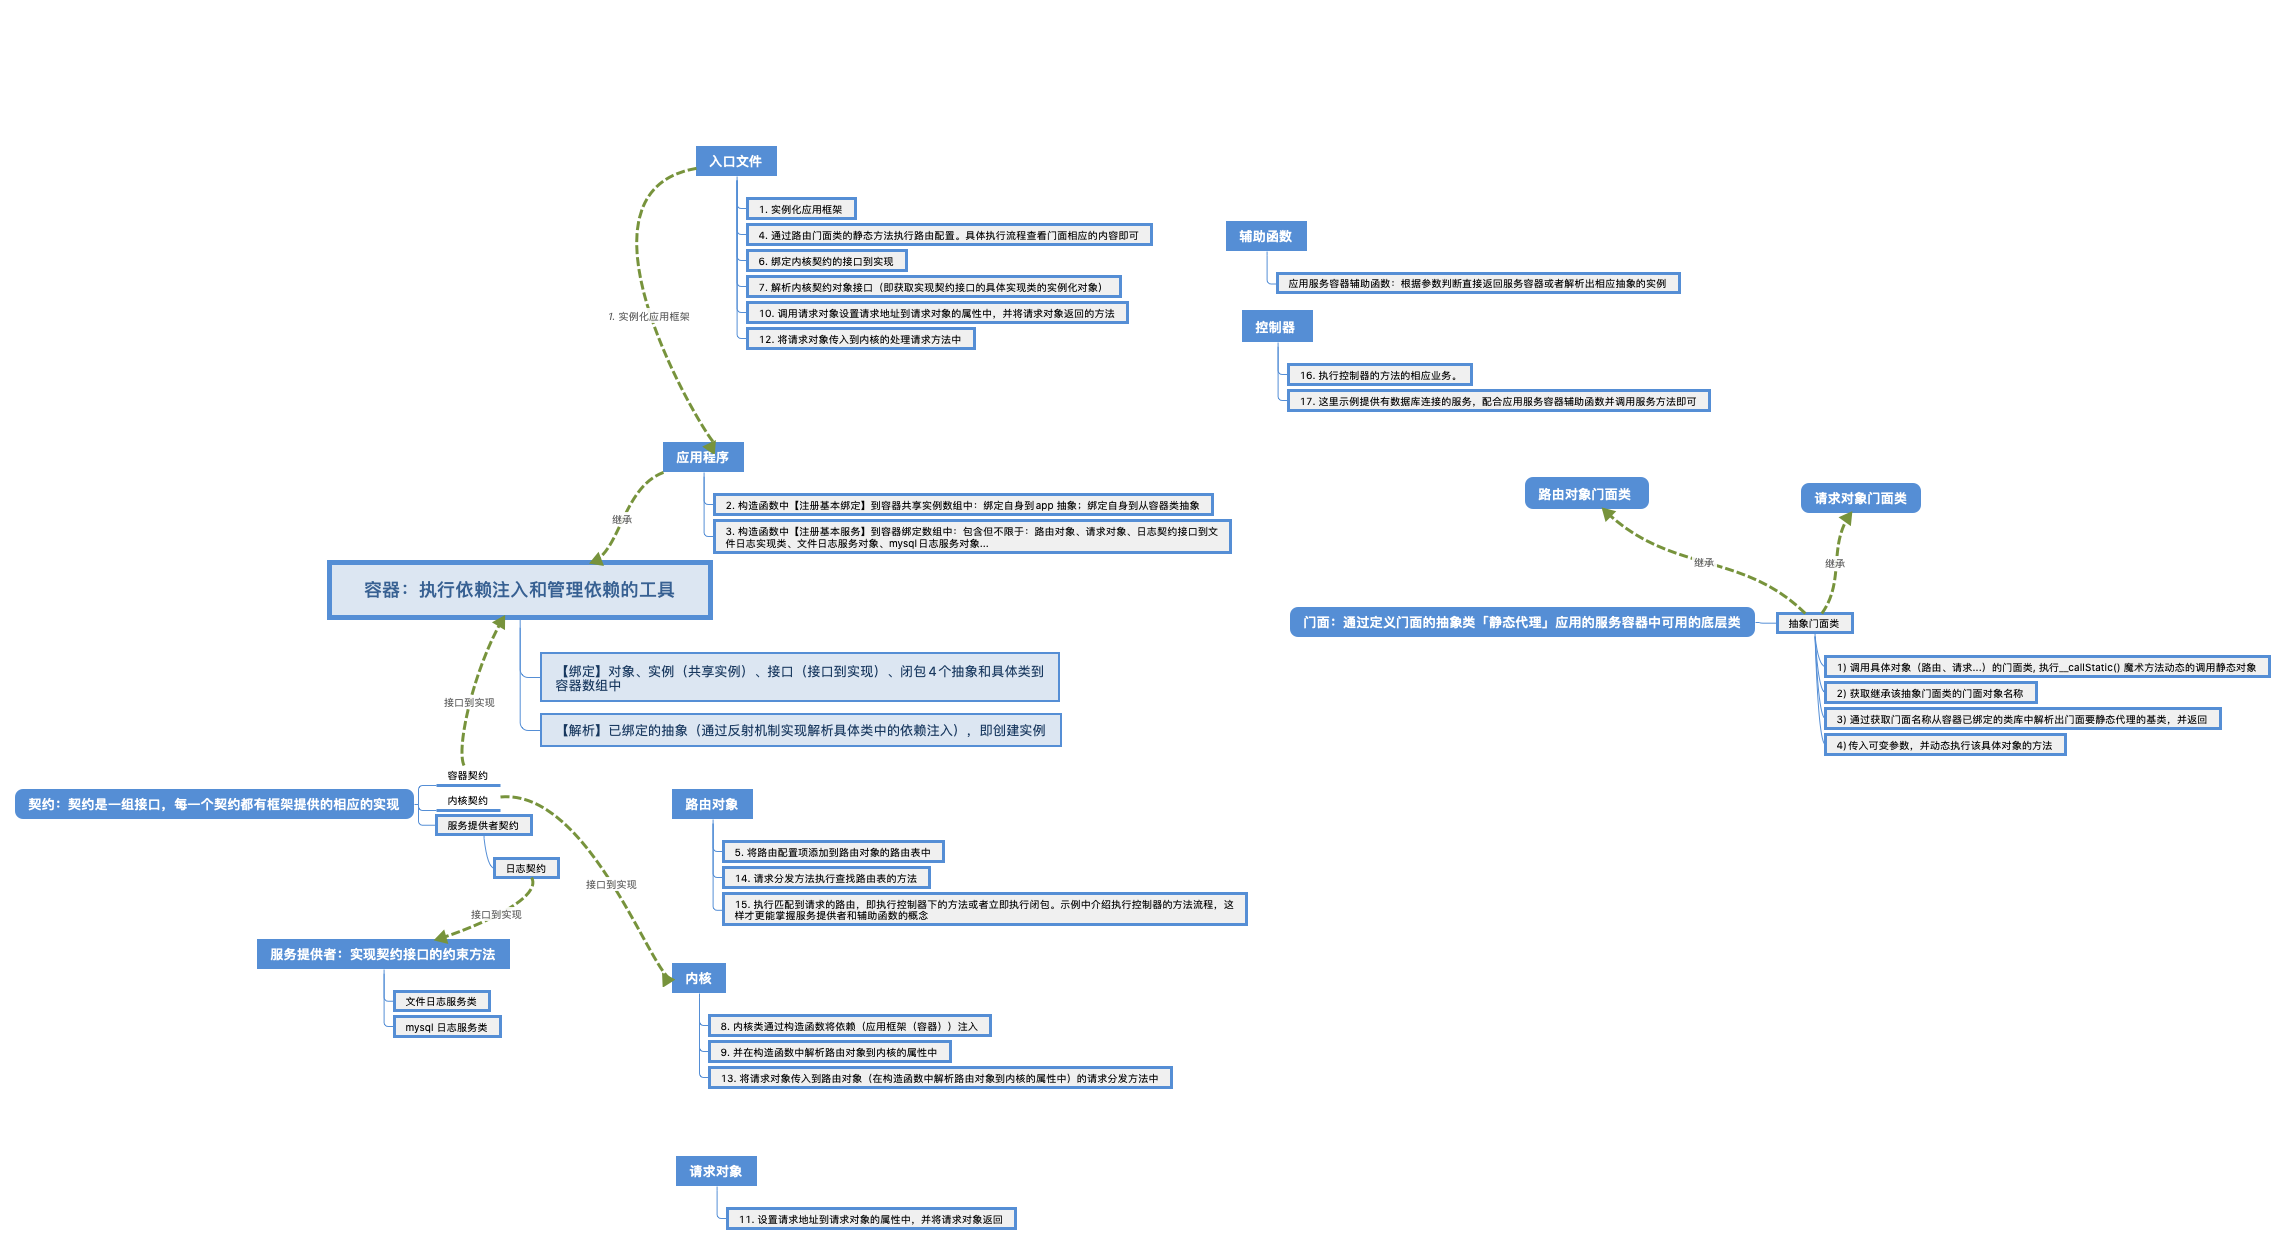 入口文件
1. 实例化应用框架
4. 通过路由门面类的静态方法执行路由配置。具体执行流程查看门面相应的内容即可
6. 绑定内核契约的接口到实现
7. 解析内核契约对象接口（即获取实现契约接口的具体实现类的实例化对象）
10. 调用请求对象设置请求地址到请求对象的属性中，并将请求对象返回的方法
12. 将请求对象传入到内核的处理请求方法中
1. 实例化应用框架
辅助函数
应用服务容器辅助函数：根据参数判断直接返回服务容器或者解析出相应抽象的实例
控制器
16. 执行控制器的方法的相应业务。
17. 这里示例提供有数据库连接的服务，配合应用服务容器辅助函数并调用服务方法即可
应用程序
2. 构造函数中【注册基本绑定】到容器共享实例数组中：绑定自身到 app 抽象；绑定自身到从容器类抽象
3. 构造函数中【注册基本服务】到容器绑定数组中：包含但不限于：路由对象、请求对象、日志契约接口到文
件日志实现类、文件日志服务对象、mysql 日志服务对象...
继承
容器：执行依赖注入和管理依赖的工具
【绑定】对象、实例（共享实例）、接口（接口到实现）、闭包 4 个抽象和具体类到
容器数组中
【解析】已绑定的抽象（通过反射机制实现解析具体类中的依赖注入），即创建实例
接口到实现
路由对象门面类
请求对象门面类
继承
继承
门面：通过定义门面的抽象类「静态代理」应用的服务容器中可用的底层类
抽象门面类
1) 调用具体对象（路由、请求...）的门面类, 执行__callStatic() 魔术方法动态的调用静态对象
2) 获取继承该抽象门面类的门面对象名称
3) 通过获取门面名称从容器已绑定的类库中解析出门面要静态代理的基类，并返回
4) 传入可变参数，并动态执行该具体对象的方法
契约：契约是一组接口，每一个契约都有框架提供的相应的实现
容器契约
内核契约
服务提供者契约
日志契约
接口到实现
接口到实现
服务提供者：实现契约接口的约束方法
文件日志服务类
mysql 日志服务类
路由对象
5. 将路由配置项添加到路由对象的路由表中
14. 请求分发方法执行查找路由表的方法
15. 执行匹配到请求的路由，即执行控制器下的方法或者立即执行闭包。示例中介绍执行控制器的方法流程，这
样才更能掌握服务提供者和辅助函数的概念
内核
8. 内核类通过构造函数将依赖（应用框架（容器））注入
9. 并在构造函数中解析路由对象到内核的属性中
13. 将请求对象传入到路由对象（在构造函数中解析路由对象到内核的属性中）的请求分发方法中
请求对象
11. 设置请求地址到请求对象的属性中，并将请求对象返回